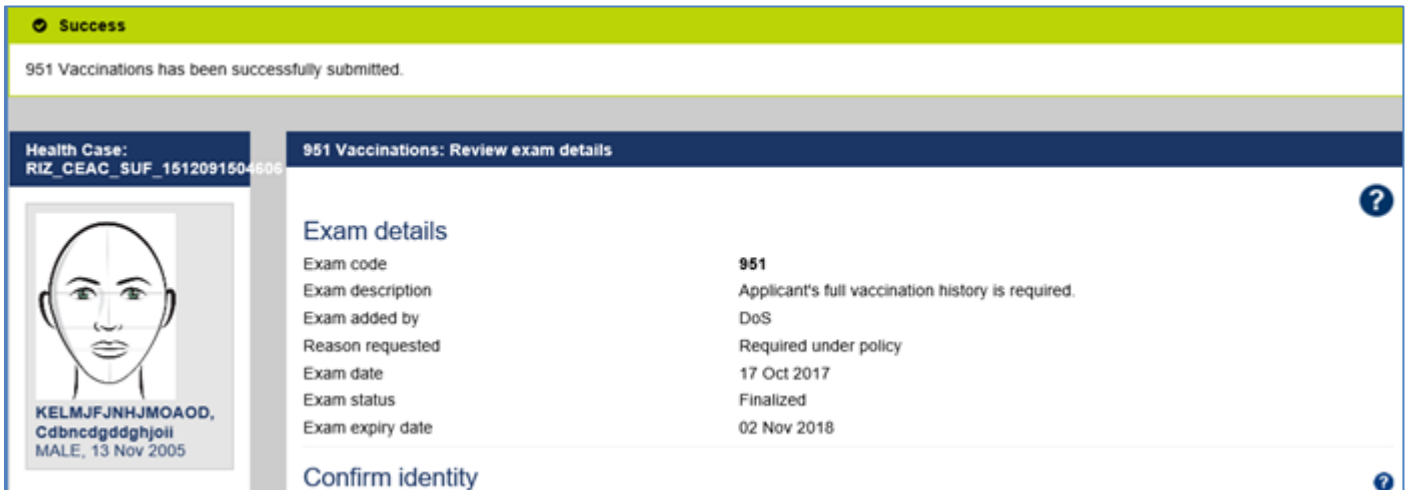 Success
951 Vaccinations has been successfully submitted.
Health Case:
RIZ_CEAC_SUF_1512091504606
KELMJFJNHJMOAOD,
Cdbncdgddghjoii
MALE, 13 Nov 2005
951 Vaccinations: Review exam details
?
Exam details
Exam code 951
Exam description Applicant's full vaccination history is required.
Exam added by DoS
Reason requested Required under policy
Exam date 17 Oct 2017
Exam status Finalized
Exam expiry date 02 Nov 2018
Confirm identity
?